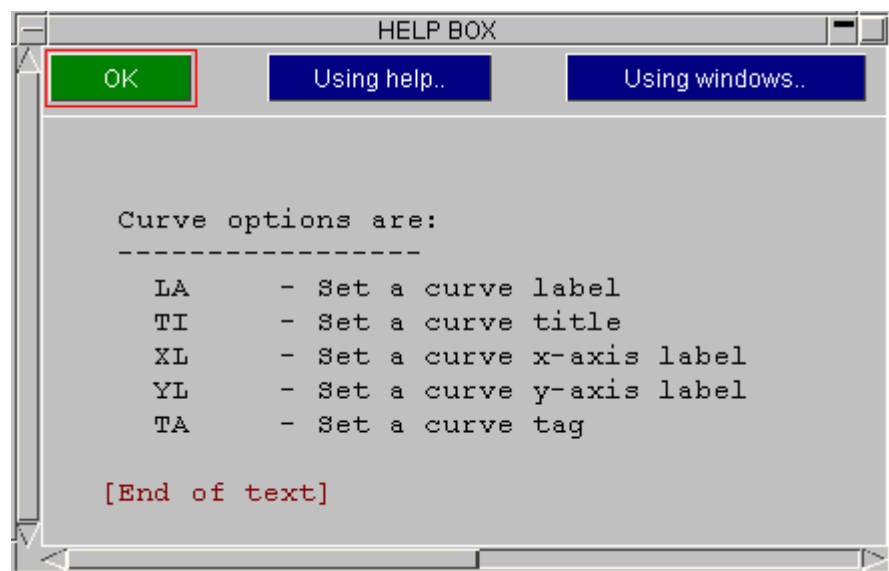 HELP BOX
OK Using help.. Using windows..
Curve options are:
-----------------
LA - Set a curve label
TI - Set a curve title
XL - Set a curve x-axis label
YL - Set a curve y-axis label
TA - Set a curve tag
[End of text]